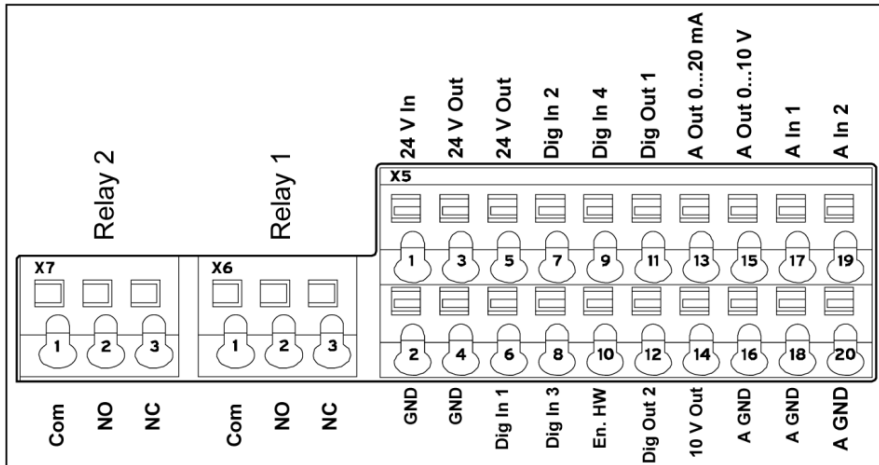 24 V In
24 V Out
24 V Out
Dig In 2
Dig In 4
Dig Out 1
A Out 0...20 mA
A Out 0...10 V
A In 1
A In 2
Relay 2
Relay 1
X5
1 3 5 7 9 11 13 15 17 19
X7
X6
1 2 3
1 2 3
2 4 6 8 10 12 14 16 18 20
Com
NO
NC
Com
NO
NC
GND
GND
Dig In 1
Dig In 3
En. HW
Dig Out 2
10 V Out
A GND
A GND
A GND